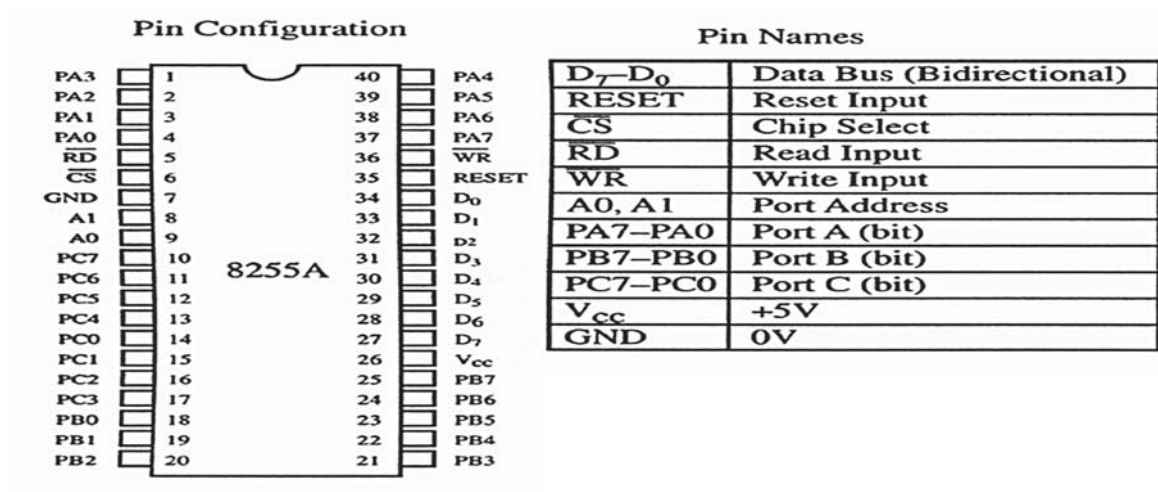 Pin Configuration
PA3 1 40 PA4
PA2 2 39 PA5
PA1 3 38 PA6
PA0 4 37 PA7
R̅D̅ 5 36 W̅R̅
C̅S̅ 6 35 RESET
GND 7 34 D₀
A1 8 33 D₁
A0 9 32 D2
PC7 10 31 D₃
8255A
PC6 11 30 D₄
PC5 12 29 D₅
PC4 13 28 D₆
PC0 14 27 D₇
PC1 15 26 Vcc
PC2 16 25 PB7
PC3 17 24 PB6
PB0 18 23 PB5
PB1 19 22 PB4
PB2 20 21 PB3
Pin Names
D₇–D₀ Data Bus (Bidirectional)
RESET Reset Input
C̅S̅ Chip Select
R̅D̅ Read Input
W̅R̅ Write Input
A0, A1 Port Address
PA7–PA0 Port A (bit)
PB7–PB0 Port B (bit)
PC7–PC0 Port C (bit)
Vcc +5V
GND 0V